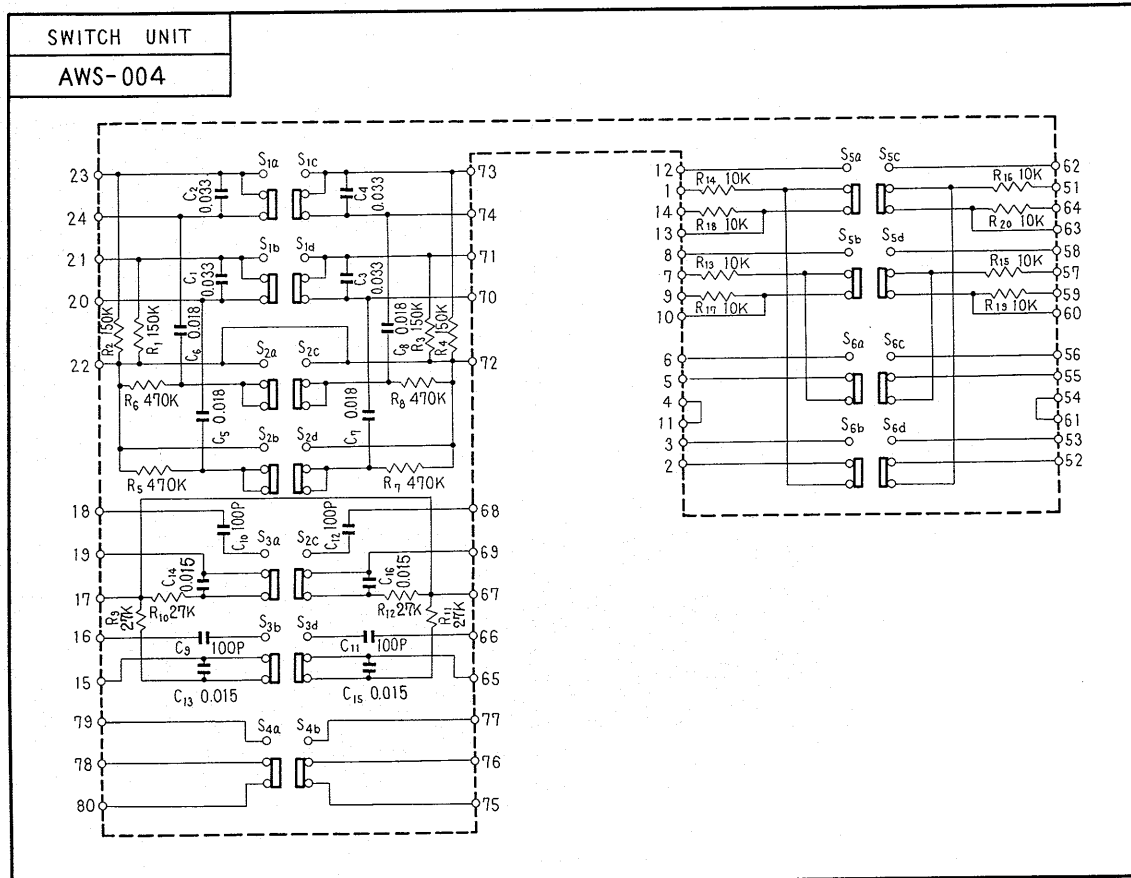 SWITCH UNIT
AWS-004
23
S1a
S1c
73
C2 0.033
C4 0.033
24
74
21
S1b
S1d
71
C1 0.033
C3 0.033
20
70
R2 150K
R1 150K
C6 0.018
C8 0.018
R3 150K
R4 150K
22
S2a
S2c
72
R6 470K
R8 470K
C5 0.018
C7 0.018
S2b
S2d
R5 470K
R7 470K
18
68
C10 100P
C12 100P
S3a
S2c
19
69
C14 0.015
C16 0.015
17
67
R9 27K
R10 27K
R12 27K
R11 27K
16
S3b
S3d
66
C9 100P
C11 100P
15
65
C13 0.015
C15 0.015
79
S4a
S4b
77
78
76
80
75
12
S5a
S5c
62
R14 10K
R16 10K
1
51
14
64
R18 10K
R20 10K
13
63
8
S5b
S5d
58
R13 10K
R15 10K
7
57
9
59
R17 10K
R19 10K
10
60
6
S6a
S6c
56
5
55
4
54
11
61
3
S6b
S6d
53
2
52